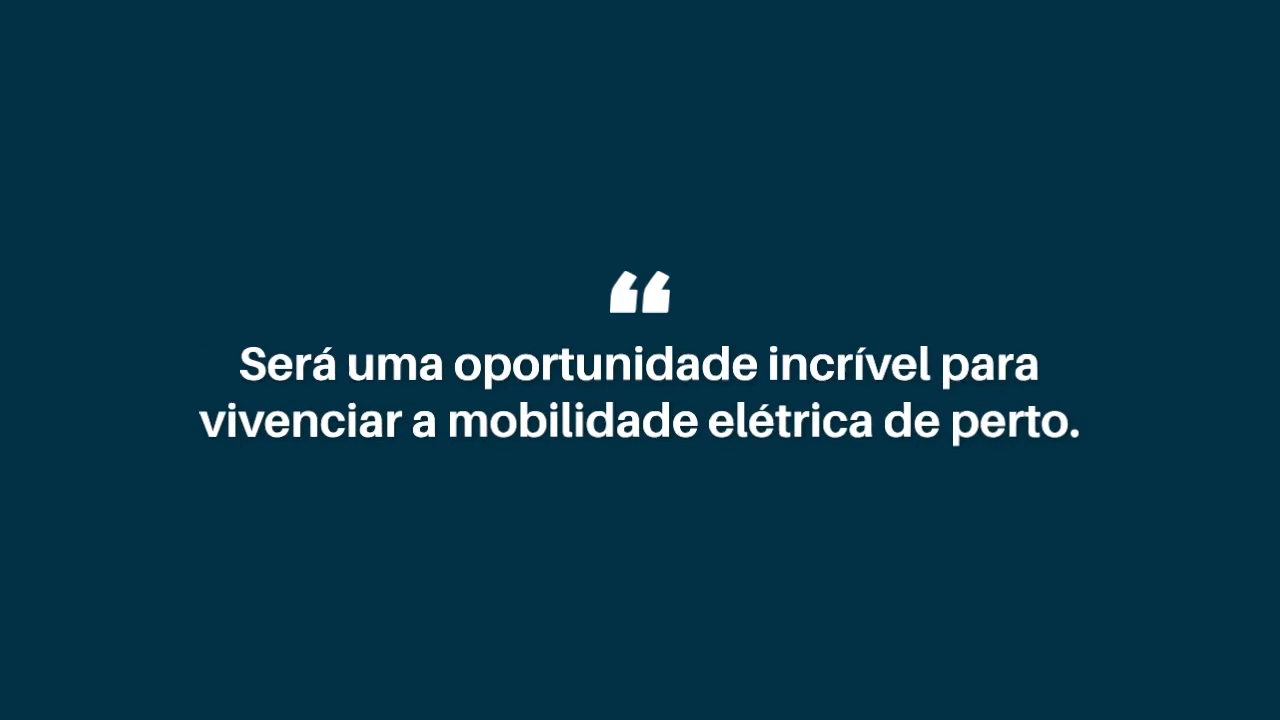 “
Será uma oportunidade incrível para
vivenciar a mobilidade elétrica de perto.